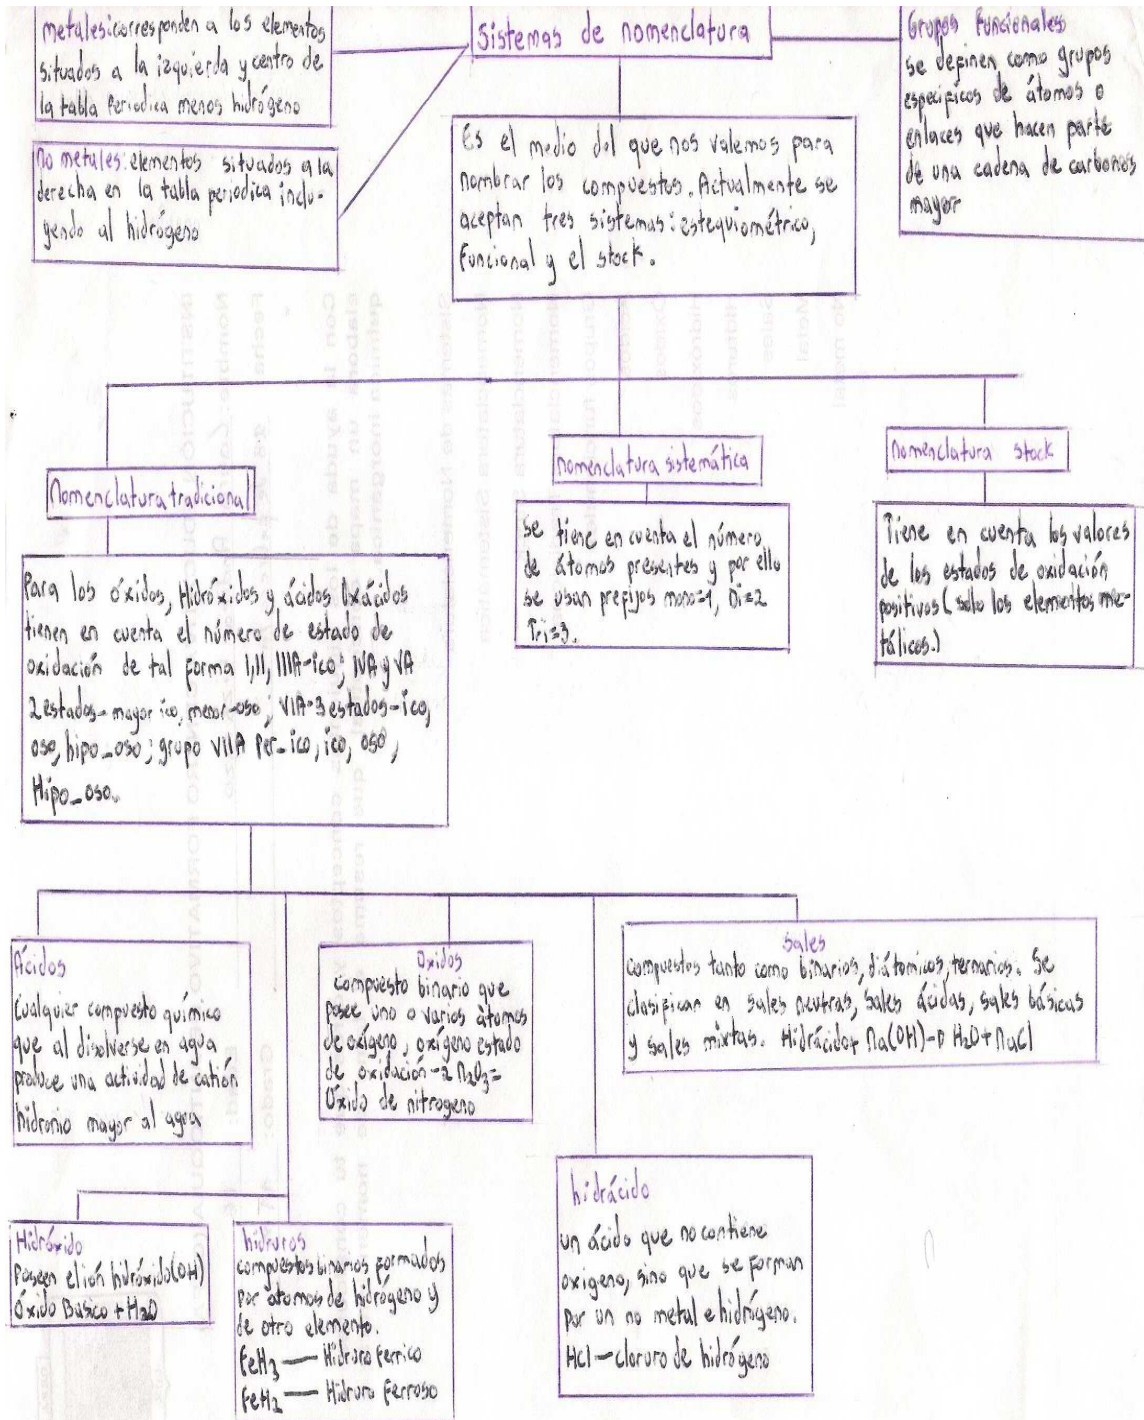 metales: corresponden a los elementos
situados a la izquierda y centro de
la tabla Periodica menos hidrógeno
No metales: elementos situados a la
derecha en la tabla periodica inclu-
yendo al hidrógeno
Sistemas de nomenclatura
Es el medio del que nos valemos para
nombrar los compuestos. Actualmente se
aceptan tres sistemas: estequiométrico,
Funcional y el stock.
Grupos Funcionales
se definen como grupos
especificos de átomos o
enlaces que hacen parte
de una cadena de carbonos
mayor
Nomenclatura tradicional
Para los óxidos, Hidróxidos y ácidos Oxácidos
tienen en cuenta el número de estado de
oxidación de tal forma I, II, IIIA-ico; IVA y VA
2 estados-mayor ico, menor-oso; VIA=3 estados-ico,
oso, hipo_oso; grupo VIIA Per_ico, ico, oso,
Hipo_oso.
nomenclatura sistemática
Se tiene en cuenta el número
de átomos presentes y por ello
se usan prefijos mono=1, Di=2
Tri=3.
nomenclatura stock
Tiene en cuenta los valores
de los estados de oxidación
positivos (solo los elementos me-
tálicos.)
Ácidos
Cualquier compuesto químico
que al disolverse en agua
produce una actividad de catión
hidronio mayor al agua
Oxidos
compuesto binario que
posee uno o varios átomos
de oxígeno, oxígeno estado
de oxidación -2 N₂O₃=
Óxido de nitrogeno
Sales
compuestos tanto como binarios, diátomicos, ternarios. Se
clasifican en sales neutras, sales ácidas, sales básicas
y sales mixtas. Hidrácido+ Na(OH)-> H₂O+NaCl
Hidróxido
Poseen el ión hidróxido(OH)
óxido Basico + H₂O
hidruros
compuestos binarios formados
por atomos de hidrógeno y
de otro elemento.
FeH₃ — Hidruro Ferrico
FeH₂ — Hidruro Ferroso
hidrácido
un ácido que no contiene
oxigeno, sino que se forman
por un no metal e hidrógeno.
HCl—cloruro de hidrógeno